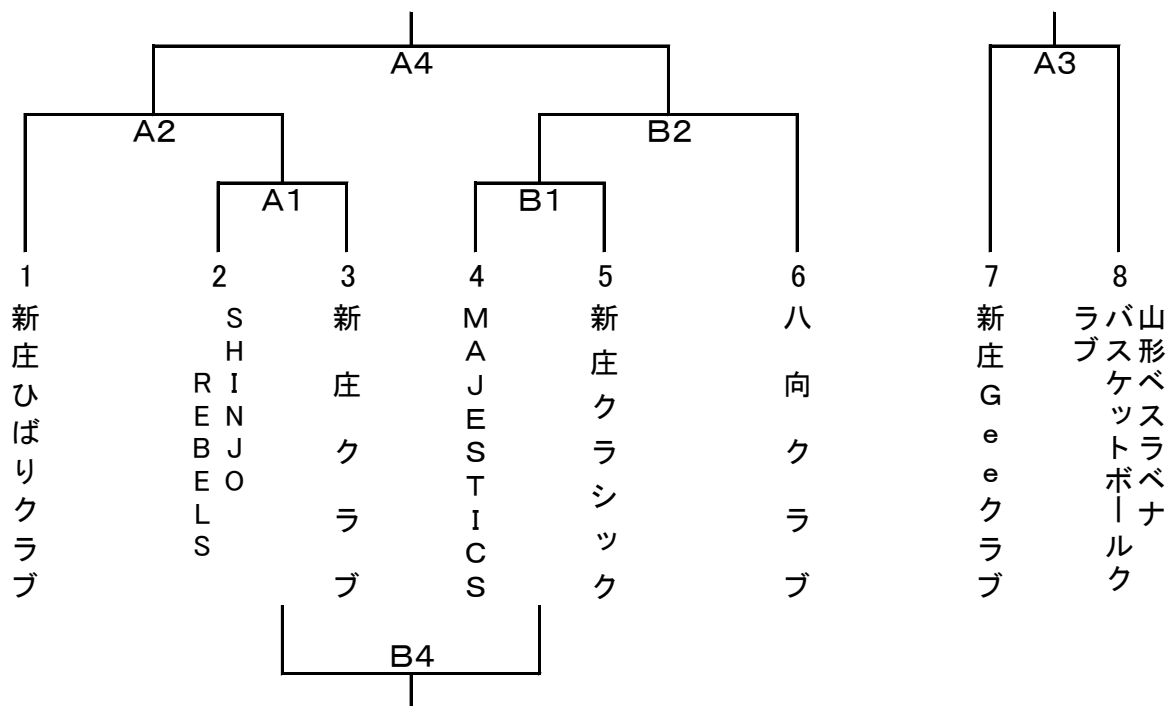 A4
A3
A2
B2
A1
B1
1
2
3
4
5
6
7
8
新庄ひばりクラブ
SHINJO
REBELS
新庄クラブ
MAJESTICS
新庄クラシック
八向クラブ
新庄Geeクラブ
山形ベスラベナ
バスケットボールク
ラブ
B4